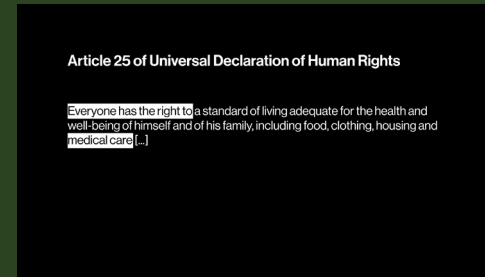 Article 25 of Universal Declaration of Human Rights
Everyone has the right to a standard of living adequate for the health and
well-being of himself and of his family, including food, clothing, housing and
medical care [...]